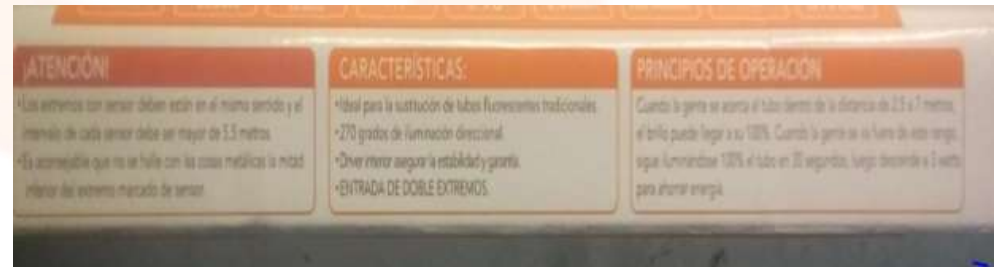 ¡ATENCIÓN!
•Los extremos con sensor deben estár en el mismo sentido y el
intervalo de cada sensor debe ser mayor de 3.5 metros.
•Es aconsejable que no se halle con las cosas metálicas la mitad
inferior del extremo marcado de sensor.
CARACTERÍSTICAS:
•Ideal para la sustitución de tubos fluorescentes tradicionales.
•270 grados de iluminación direccional.
•Driver interior asegurar la estabilidad y garantía.
•ENTRADA DE DOBLE EXTREMOS.
PRINCIPIOS DE OPERACIÓN
Cuando la gente se acerca al tubo dentro de la distancia de 2.5 a 7 metros,
el brillo puede llegar a su 100%. Cuando la gente se va fuera de este rango,
sigue iluminandose 100% el tubo en 30 segundos, luego desciende a 5 watts
para ahorrar energía.